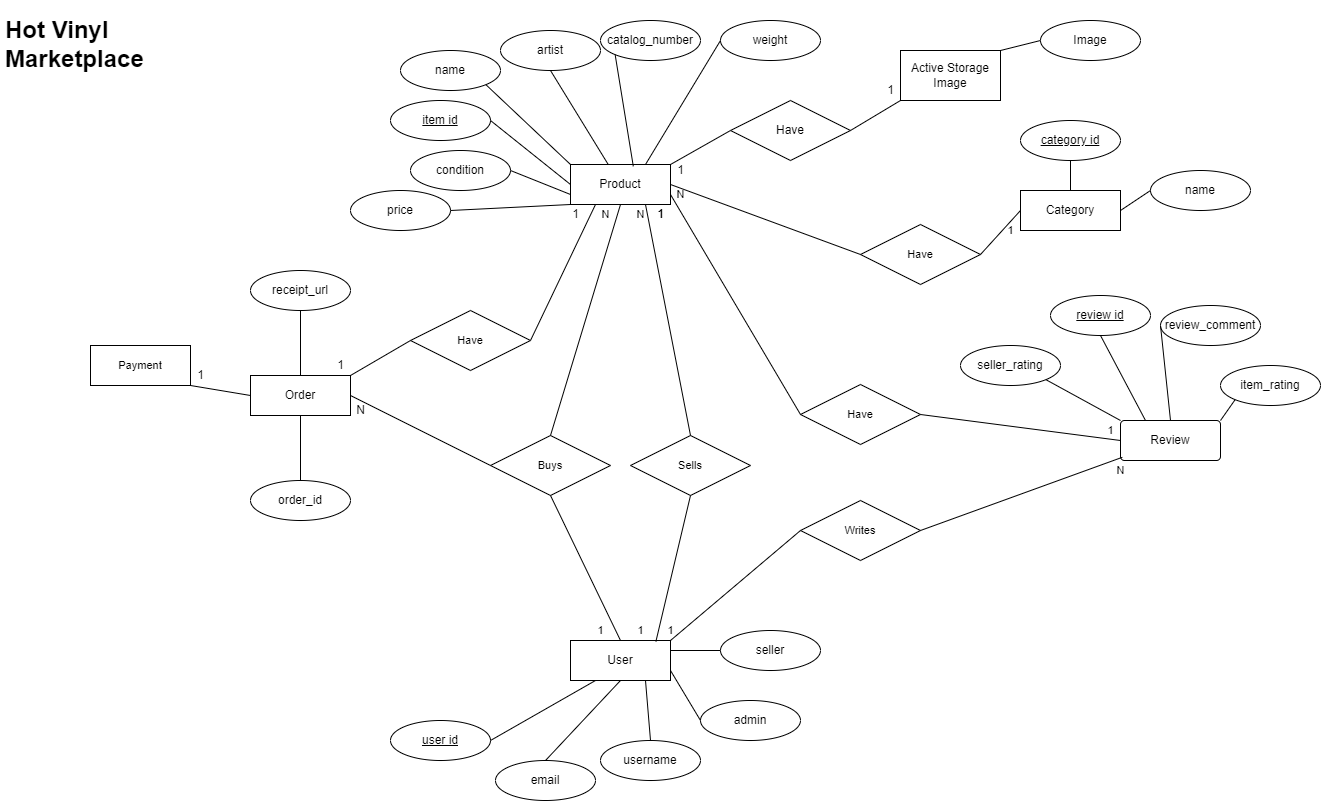 Hot Vinyl
Marketplace
artist
catalog_number
weight
Image
name
Active Storage
Image
1
item id
Have
category id
condition
1
Product
N
name
price
Category
1
N
N
1
1
Have
receipt_url
review id
review_comment
Have
Payment
1
1
seller_rating
item_rating
Order
N
Have
1
Review
Buys
Sells
N
order_id
Writes
1
1
1
User
seller
admin
user id
username
email